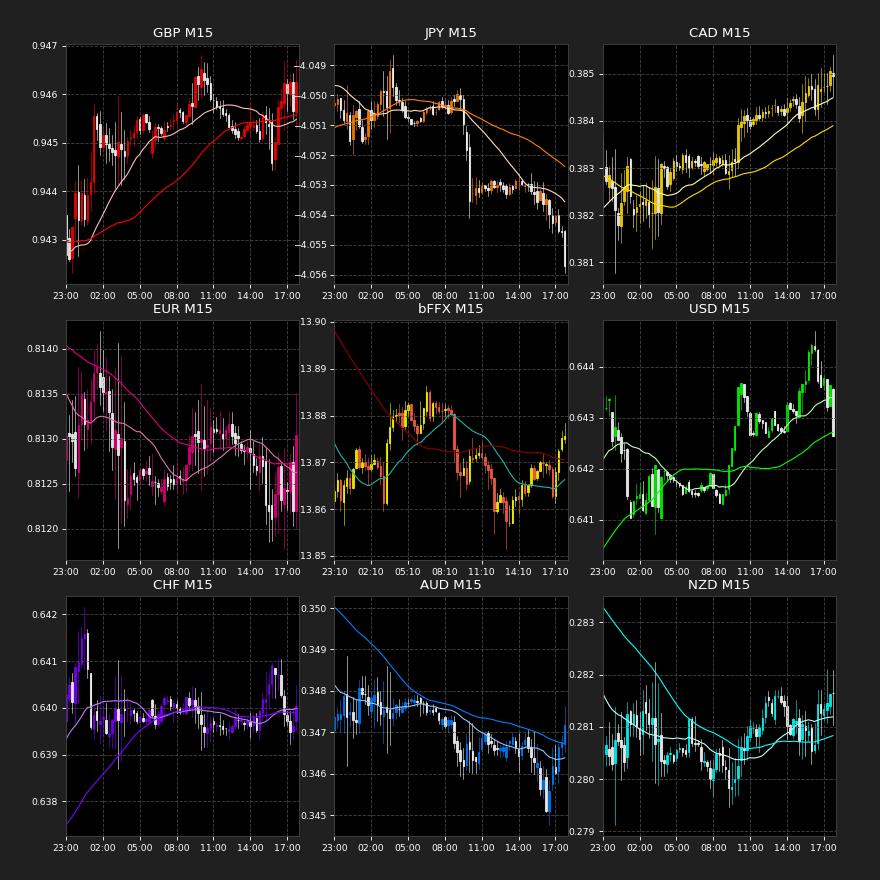 GBP M15
JPY M15
CAD M15
0.947
0.946
0.945
0.944
0.943
−4.049
−4.050
−4.051
−4.052
−4.053
−4.054
−4.055
−4.056
0.385
0.384
0.383
0.382
0.381
23:00 02:00 05:00 08:00 11:00 14:00 17:00
23:00 02:00 05:00 08:00 11:00 14:00 17:00
23:00 02:00 05:00 08:00 11:00 14:00 17:00
EUR M15
bFFX M15
USD M15
0.8140
0.8135
0.8130
0.8125
0.8120
13.90
13.89
13.88
13.87
13.86
13.85
0.644
0.643
0.642
0.641
23:00 02:00 05:00 08:00 11:00 14:00 17:00
23:10 02:10 05:10 08:10 11:10 14:10 17:10
23:00 02:00 05:00 08:00 11:00 14:00 17:00
CHF M15
AUD M15
NZD M15
0.642
0.641
0.640
0.639
0.638
0.350
0.349
0.348
0.347
0.346
0.345
0.283
0.282
0.281
0.280
0.279
23:00 02:00 05:00 08:00 11:00 14:00 17:00
23:00 02:00 05:00 08:00 11:00 14:00 17:00
23:00 02:00 05:00 08:00 11:00 14:00 17:00